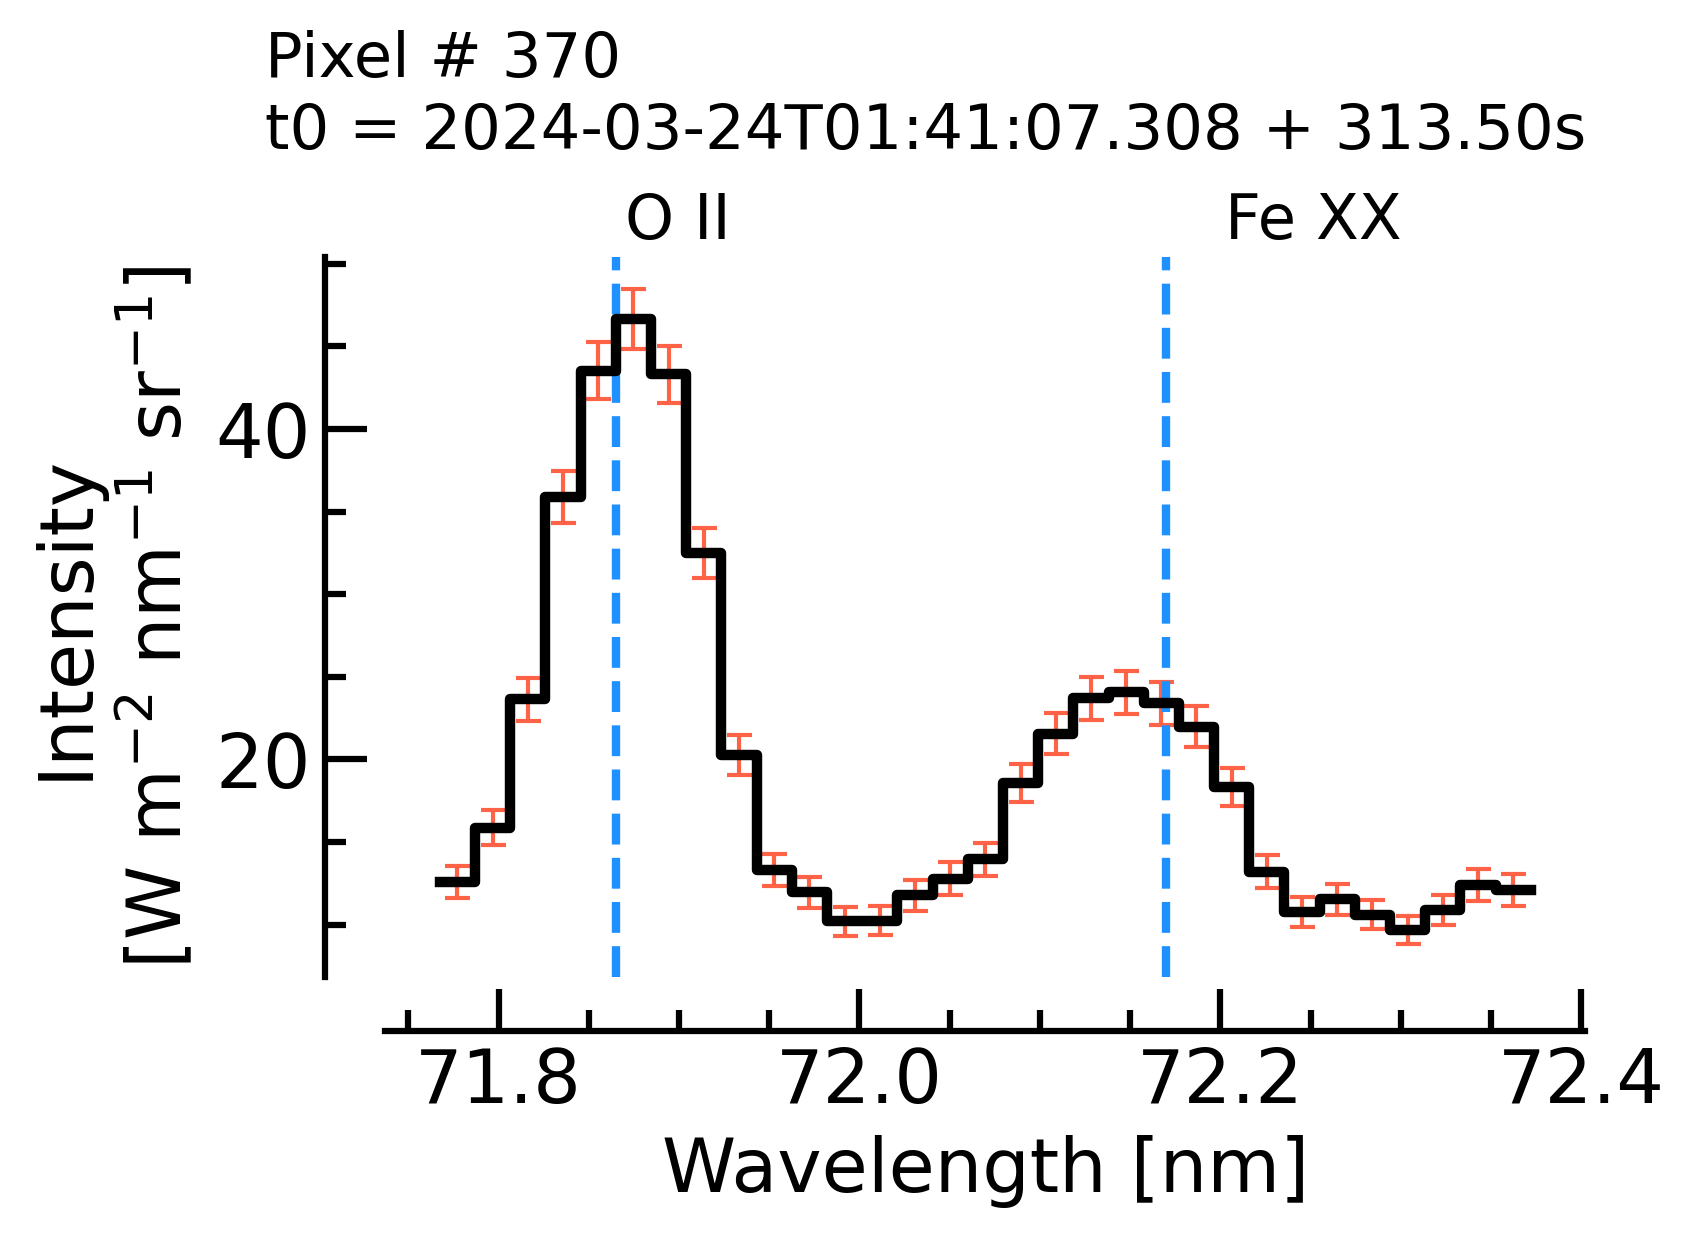 Pixel # 370
t0 = 2024-03-24T01:41:07.308 + 313.50s
O II
Fe XX
Intensity
[W m⁻² nm⁻¹ sr⁻¹]
40
20
71.8
72.0
72.2
72.4
Wavelength [nm]